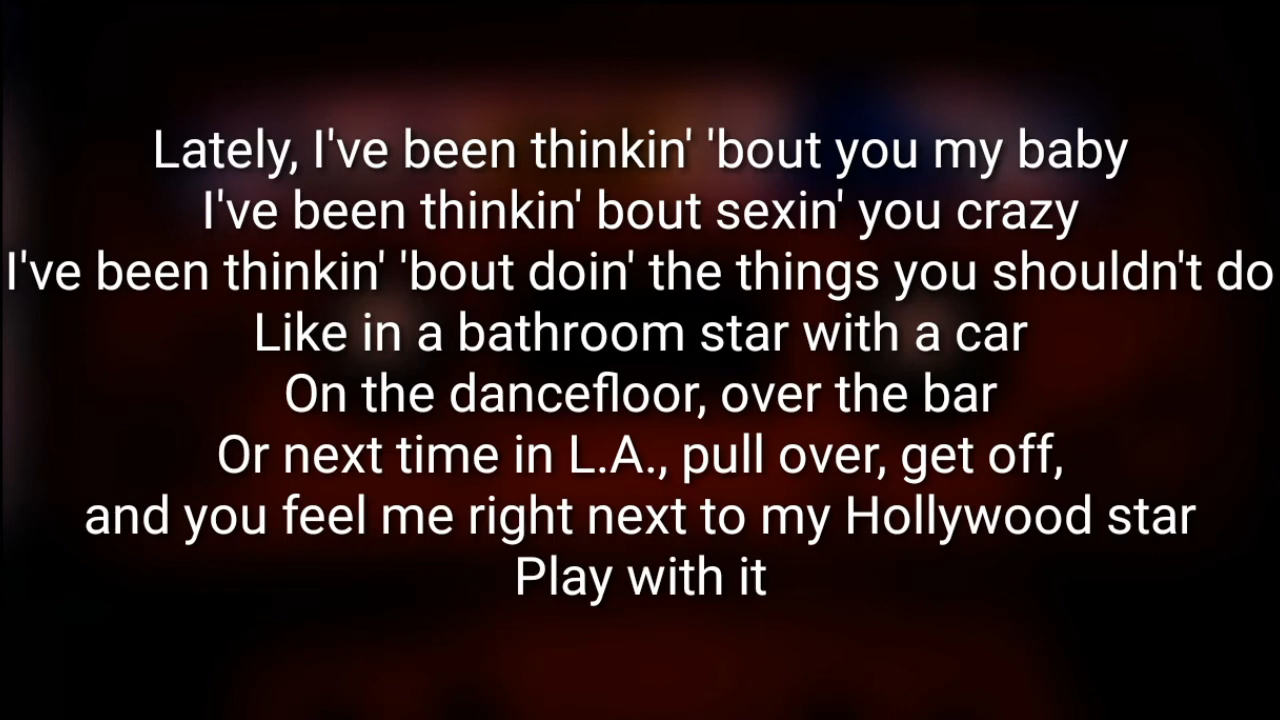 Lately, I've been thinkin' 'bout you my baby
I've been thinkin' bout sexin' you crazy
I've been thinkin' 'bout doin' the things you shouldn't do
Like in a bathroom star with a car
On the dancefloor, over the bar
Or next time in L.A., pull over, get off,
and you feel me right next to my Hollywood star
Play with it